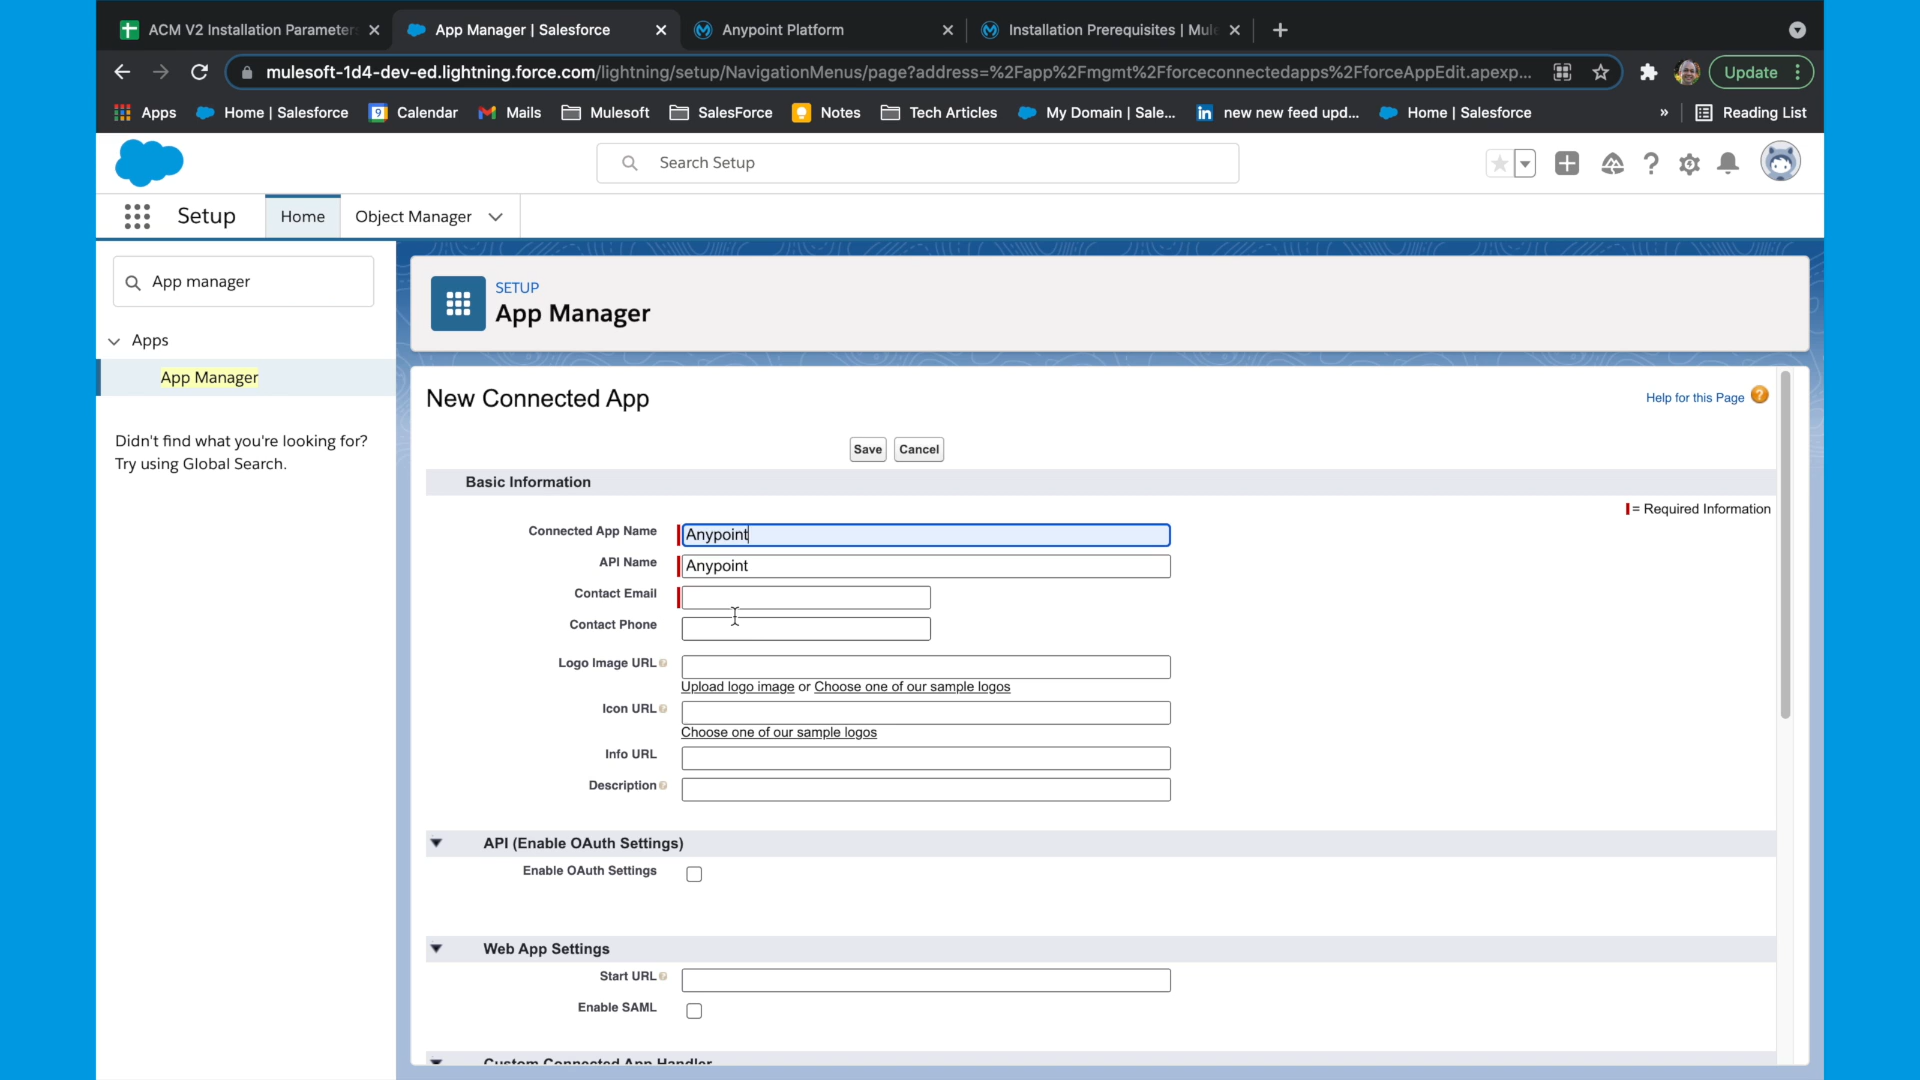 ACM V2 Installation Parameter
App Manager | Salesforce
Anypoint Platform
Installation Prerequisites | Mule
mulesoft-1d4-dev-ed.lightning.force.com/lightning/setup/NavigationMenus/page?address=%2Fapp%2Fmgmt%2Fforceconnectedapps%2FforceAppEdit.apexp...
Update
Apps
Home | Salesforce
9
Calendar
Mails
Mulesoft
SalesForce
Notes
Tech Articles
My Domain | Sale...
in
new new feed upd...
Home | Salesforce
»
Reading List
Search Setup
Setup
Home
Object Manager
App manager
Apps
App Manager
Didn't find what you're looking for?
Try using Global Search.
SETUP
App Manager
New Connected App
Help for this Page
Save
Cancel
Basic Information
= Required Information
Connected App Name
Anypoint
API Name
Anypoint
Contact Email
Contact Phone
Logo Image URL
Upload logo image or Choose one of our sample logos
Icon URL
Choose one of our sample logos
Info URL
Description
API (Enable OAuth Settings)
Enable OAuth Settings
Web App Settings
Start URL
Enable SAML
Custom Connected App Handler